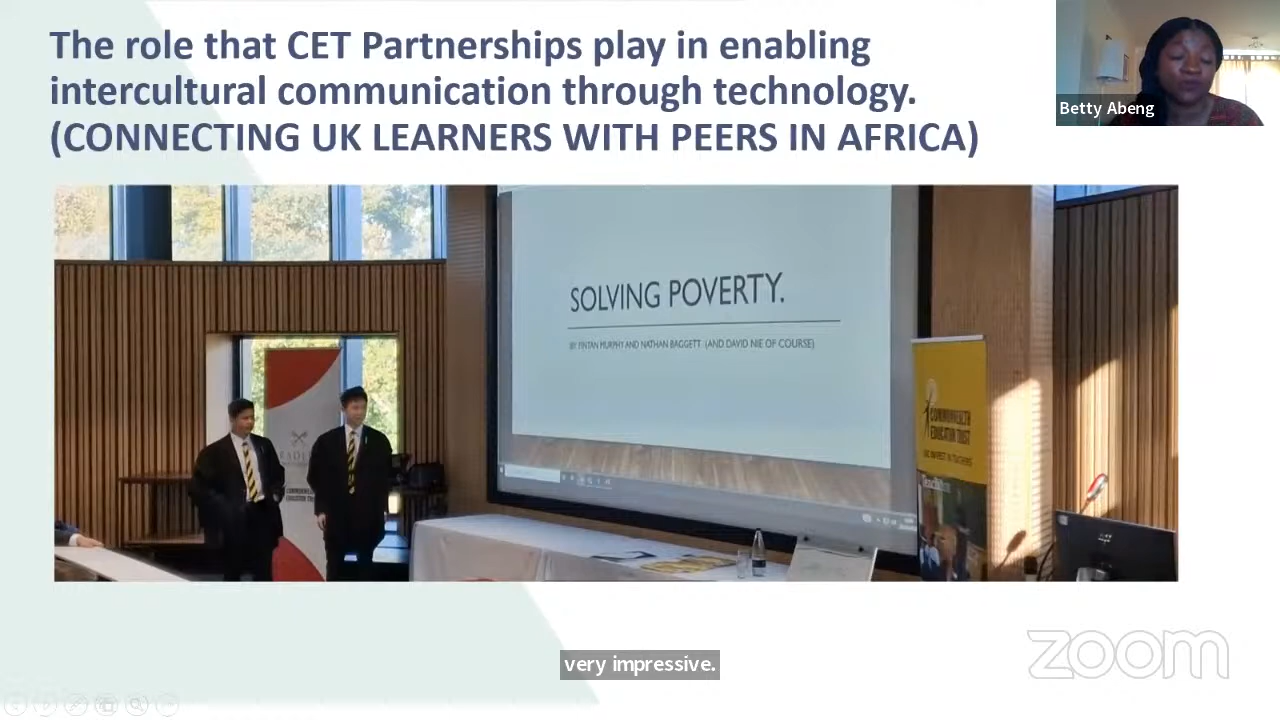 The role that CET Partnerships play in enabling
intercultural communication through technology.
(CONNECTING UK LEARNERS WITH PEERS IN AFRICA)
Betty Abeng
SOLVING POVERTY.
BY FINTAN MURPHY AND NATHAN BAGGETT (AND DAVID NIE OF COURSE)
COMMONWEALTH
EDUCATION TRUST
very impressive.
zoom